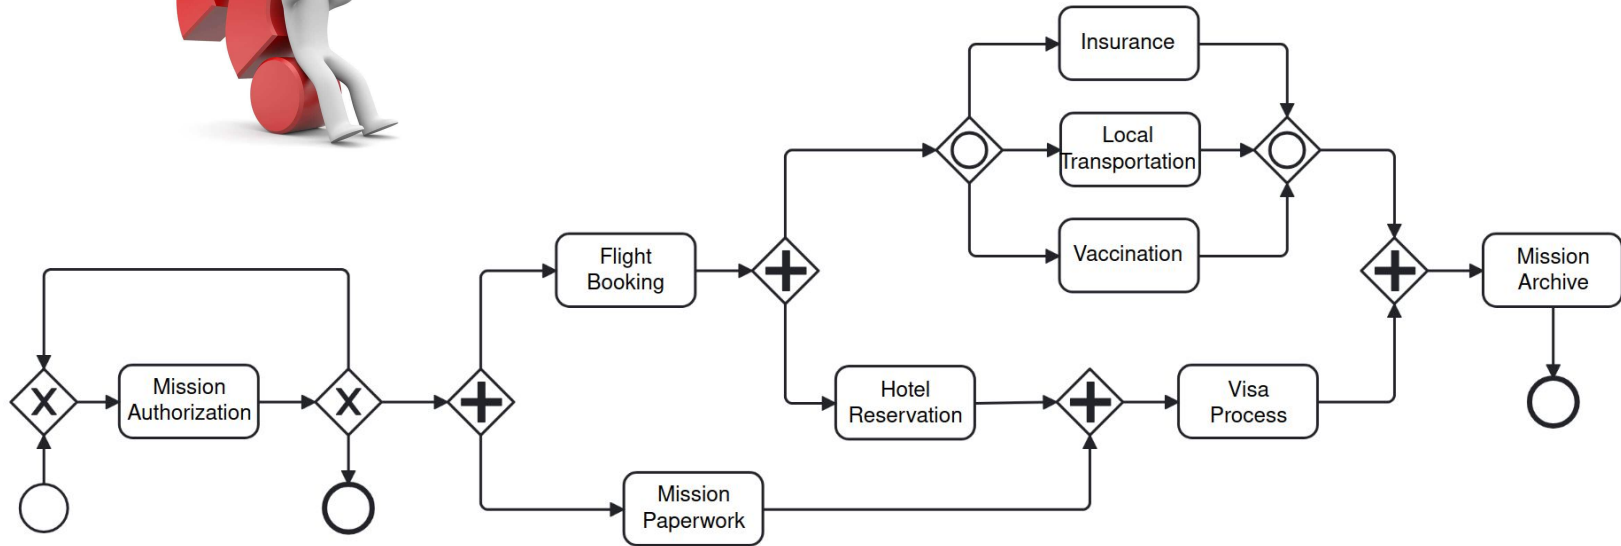 Insurance
Local
Transportation
Vaccination
Flight
Booking
Mission
Archive
Mission
Authorization
Hotel
Reservation
Visa
Process
Mission
Paperwork